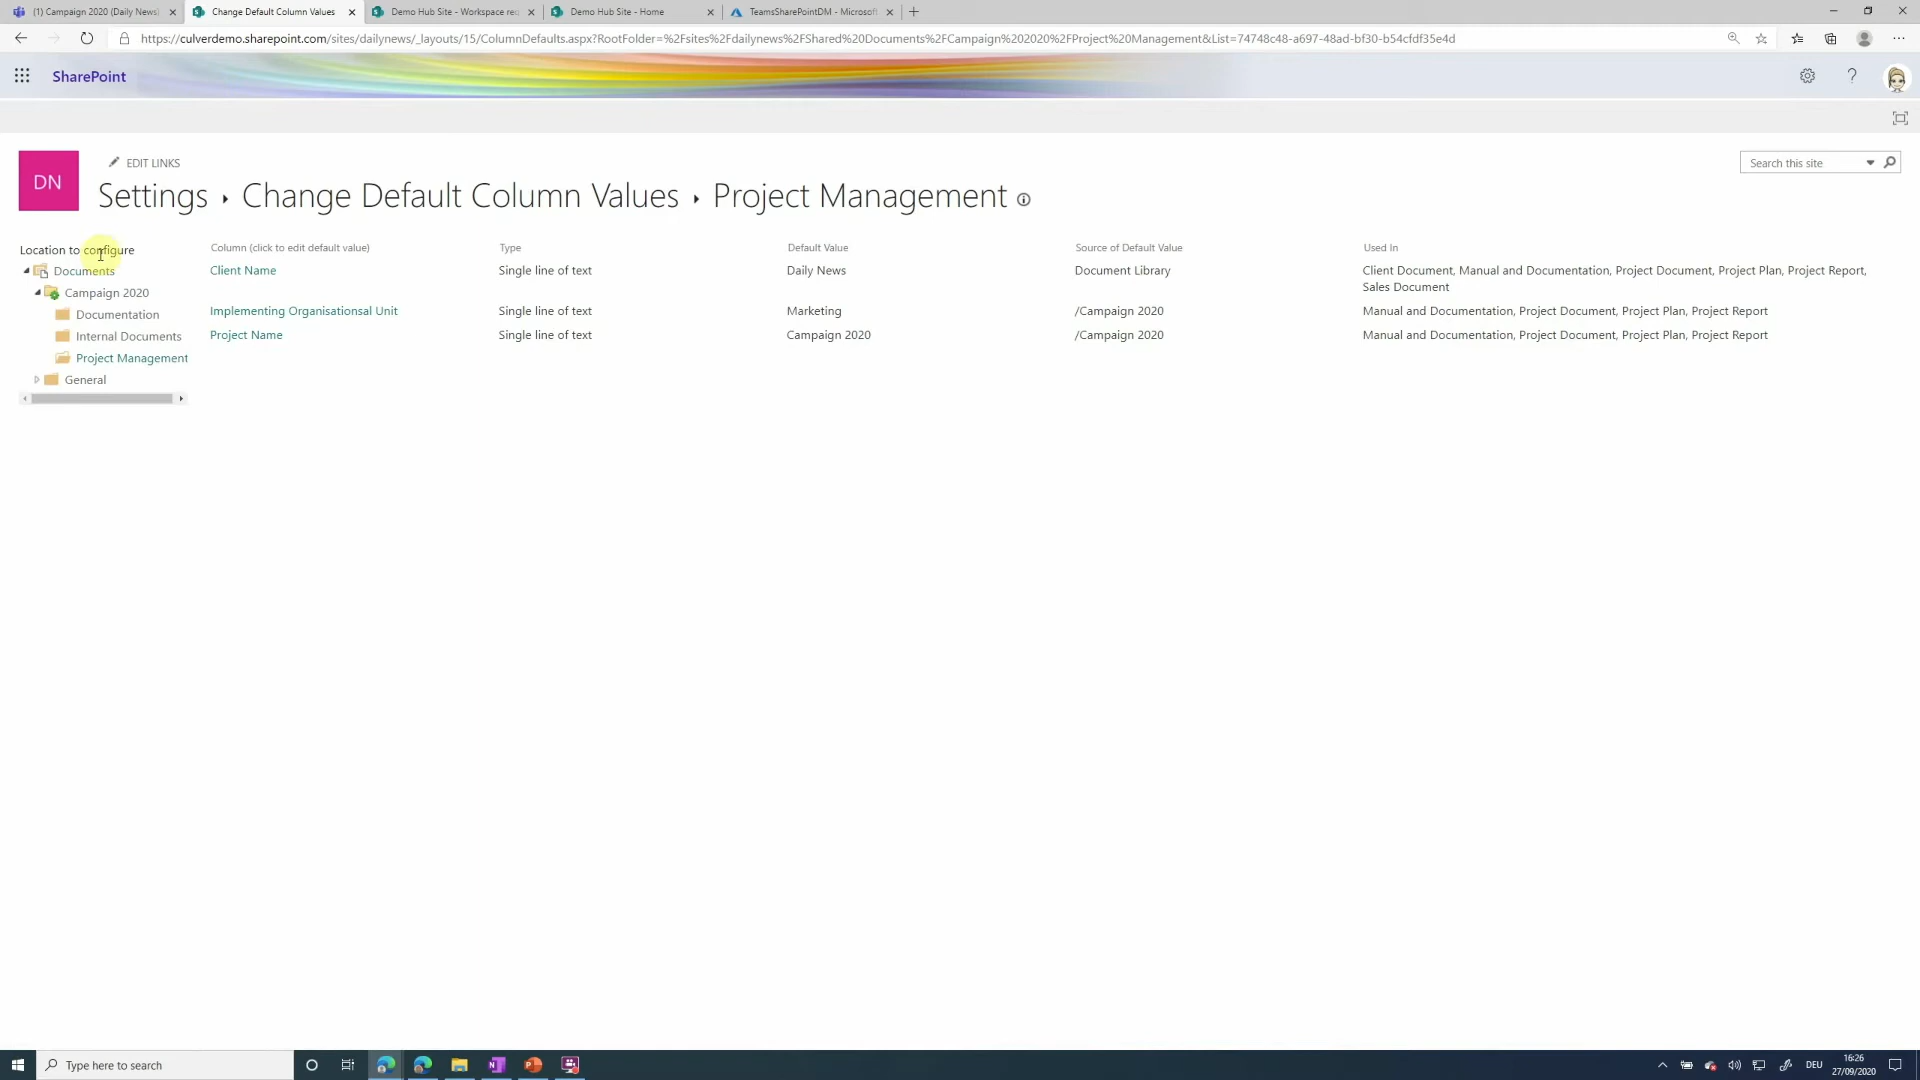 (1) Campaign 2020 (Daily News)
Change Default Column Values
Demo Hub Site - Workspace rec
Demo Hub Site - Home
TeamsSharePointDM - Microsoft
https://culverdemo.sharepoint.com/sites/dailynews/_layouts/15/ColumnDefaults.aspx?RootFolder=%2Fsites%2Fdailynews%2FShared%20Documents%2FCampaign%202020%2FProject%20Management&List=74748c48-a697-48ad-bf30-b54cfdf35e4d
SharePoint
DN
EDIT LINKS
Search this site
Settings ▸ Change Default Column Values ▸ Project Management
Location to configure
Documents
Campaign 2020
Documentation
Internal Documents
Project Management
General
Column (click to edit default value) Type Default Value Source of Default Value Used In
Client Name Single line of text Daily News Document Library Client Document, Manual and Documentation, Project Document, Project Plan, Project Report,
Sales Document
Implementing Organisationsal Unit Single line of text Marketing /Campaign 2020 Manual and Documentation, Project Document, Project Plan, Project Report
Project Name Single line of text Campaign 2020 /Campaign 2020 Manual and Documentation, Project Document, Project Plan, Project Report
Type here to search
DEU
16:26
27/09/2020